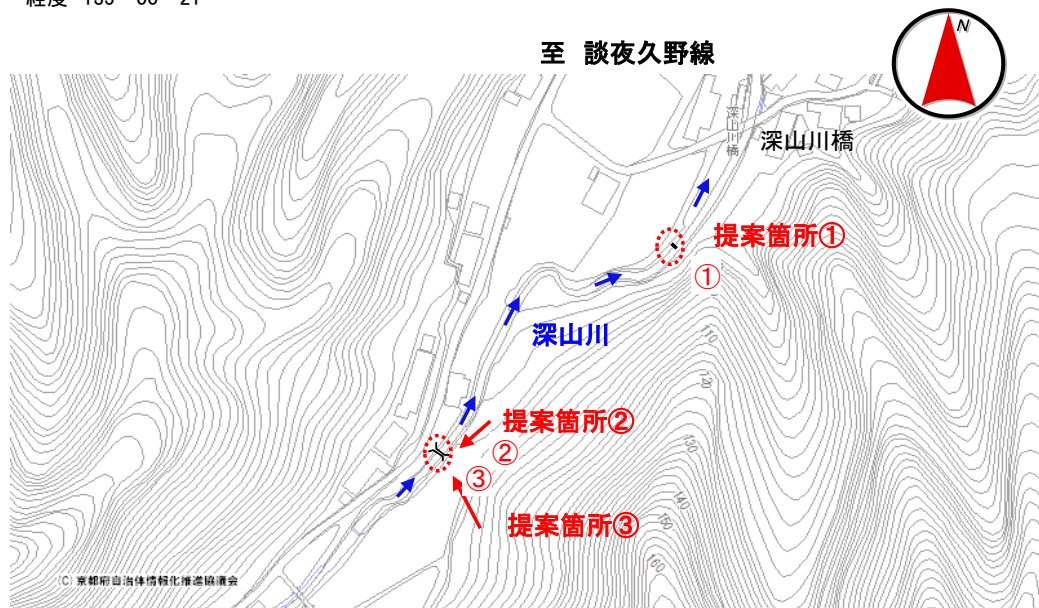 至 談夜久野線
N
深山川橋
深山川橋
提案箇所①
①
深山川
110
120
提案箇所②
②
130
③
140
提案箇所③
150
160
(C) 京都府自治体情報化推進協議会